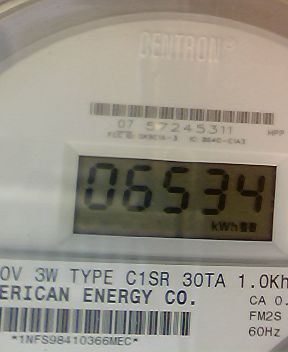 CENTRON®
07 57245311
MPP
06534
kWh
0V 3W TYPE C1SR 30TA 1.0Kh
ERICAN ENERGY CO.
CA 0.
FM2S
60Hz
*1NFS98410366MEC*